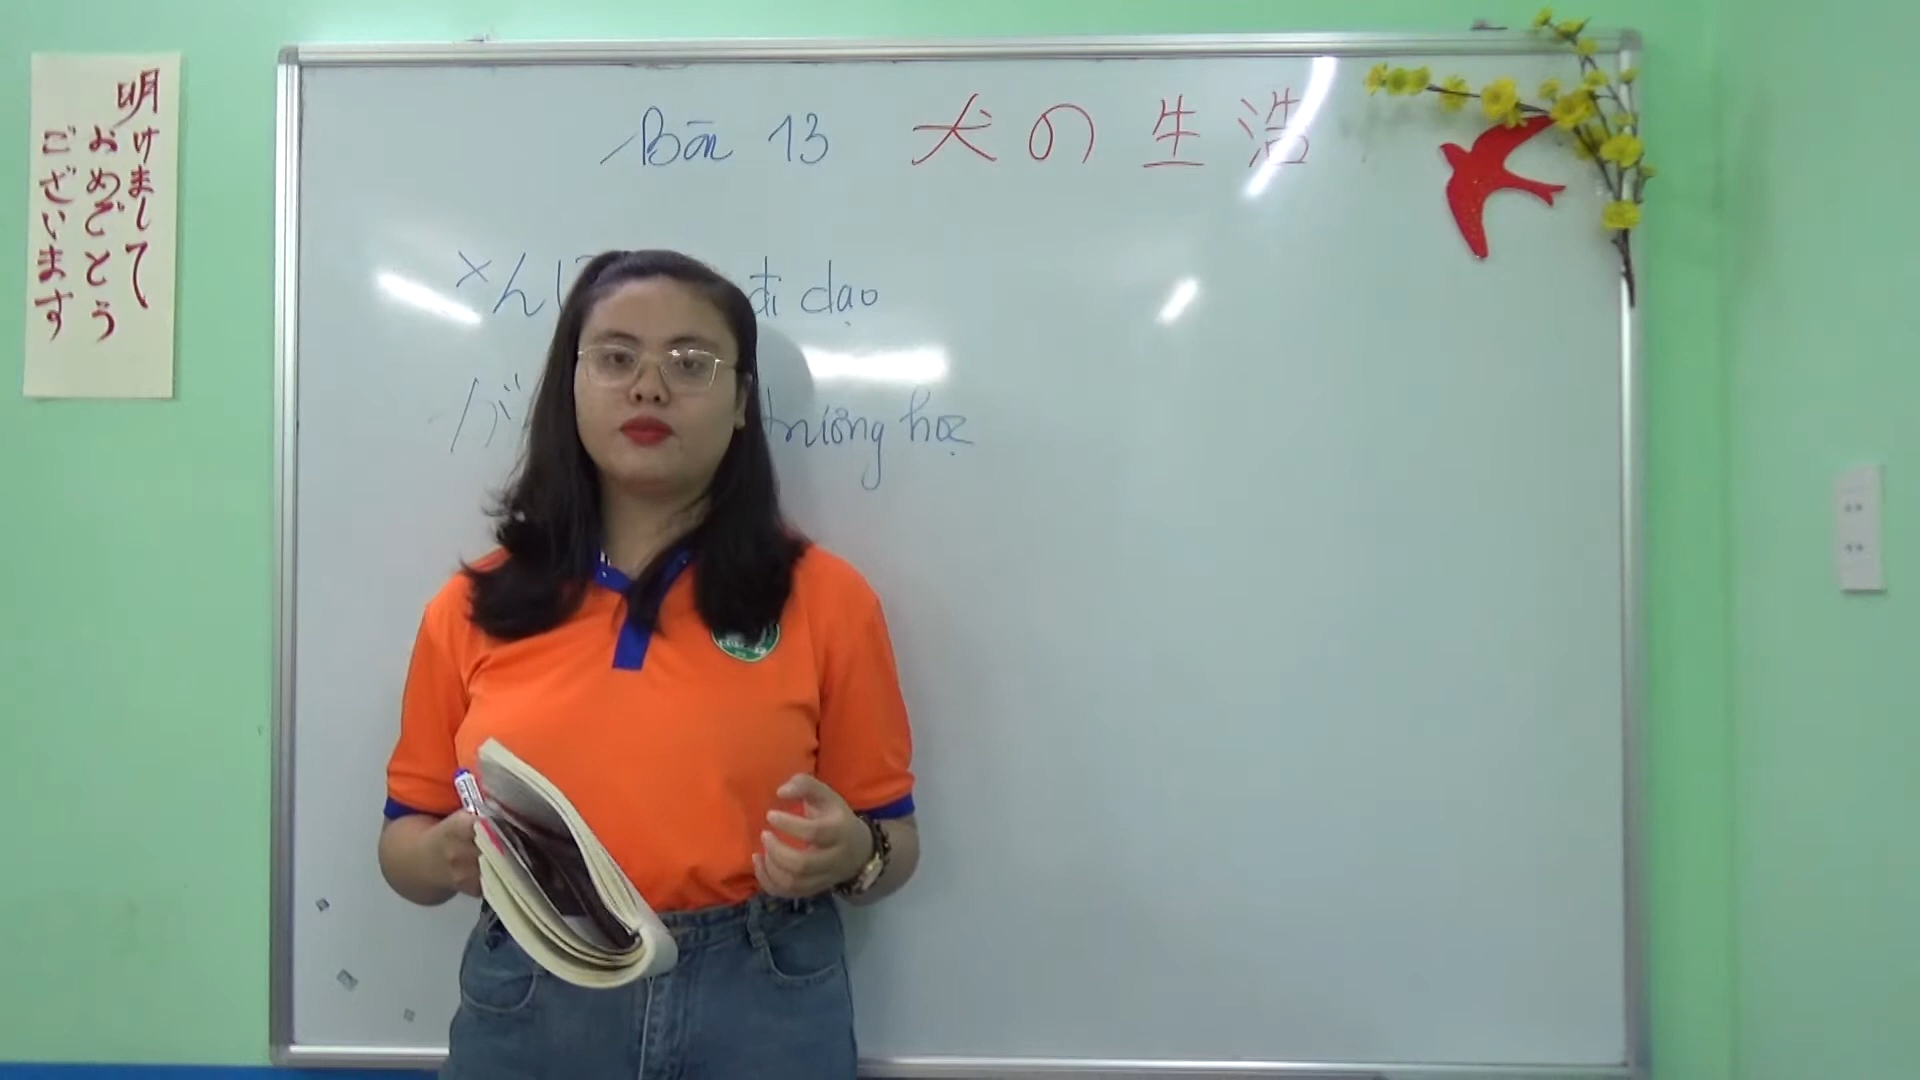 明けまして
おめでとう
ございます
Bài 13 犬の生活
đi dạo
trường học